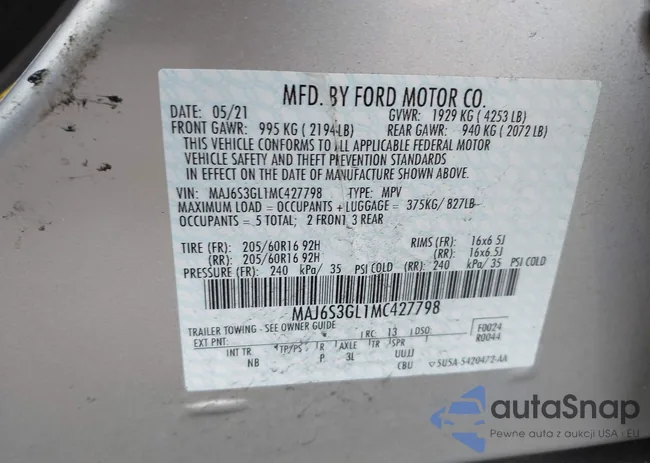 MFD. BY FORD MOTOR CO.
DATE: 05/21 GVWR: 1929 KG ( 4253 LB)
FRONT GAWR: 995 KG ( 2194LB) REAR GAWR: 940 KG ( 2072 LB)
THIS VEHICLE CONFORMS TO ALL APPLICABLE FEDERAL MOTOR
VEHICLE SAFETY AND THEFT PREVENTION STANDARDS
IN EFFECT ON THE DATE OF MANUFACTURE SHOWN ABOVE.
VIN: MAJ6S3GL1MC427798 TYPE: MPV
MAXIMUM LOAD = OCCUPANTS + LUGGAGE = 375KG/ 827LB
OCCUPANTS = 5 TOTAL; 2 FRONT 3 REAR
TIRE (FR): 205/60R16 92H RIMS (FR): 16x6.5J
(RR): 205/60R16 92H (RR): 16x6.5J
PRESSURE (FR): 240 kPa/ 35 PSI COLD (RR): 240 kPa/ 35 PSI COLD
MAJ6S3GL1MC427798
TRAILER TOWING - SEE OWNER GUIDE
EXT PNT: RC: 13 DSO: F0024
R0044
INT TR TP/PS R AXLE TR SPR
NB P 3L UUJJ
CBU
autoSnap
Pewne auta z aukcji USA i EU